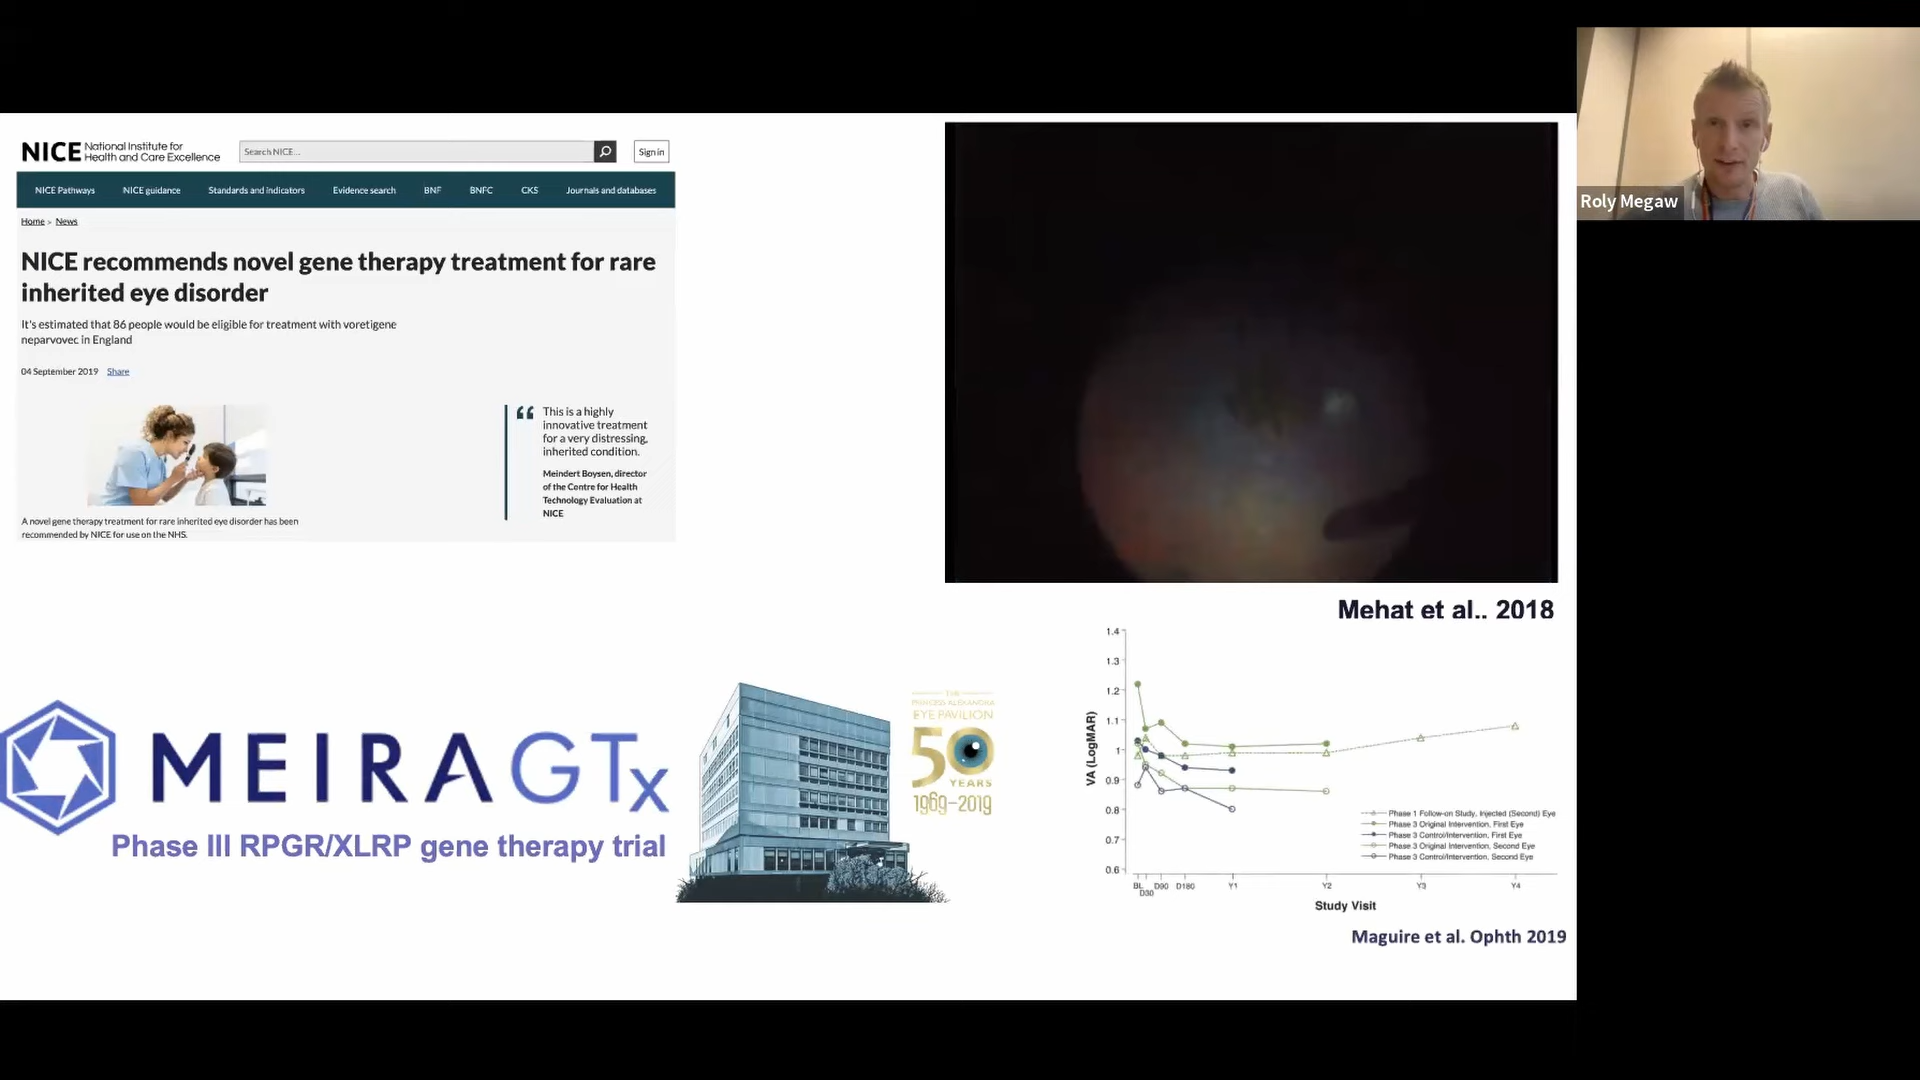 NICE National Institute for
Health and Care Excellence
Search NICE...
Sign in
NICE Pathways NICE guidance Standards and indicators Evidence search BNF BNFC CKS Journals and databases
Home > News
NICE recommends novel gene therapy treatment for rare
inherited eye disorder
It's estimated that 86 people would be eligible for treatment with voretigene
neparvovec in England
04 September 2019 Share
“ This is a highly
innovative treatment
for a very distressing,
inherited condition.
Meindert Boysen, director
of the Centre for Health
Technology Evaluation at
NICE
A novel gene therapy treatment for rare inherited eye disorder has been
recommended by NICE for use on the NHS.
Roly Megaw
Mehat et al.. 2018
MEIRAGTx
Phase III RPGR/XLRP gene therapy trial
THE
PRINCESS ALEXANDRA
EYE PAVILION
50
YEARS
1969-2019
VA (LogMAR)
1.4
1.3
1.2
1.1
1
0.9
0.8
0.7
0.6
Phase 1 Follow-on Study, Injected (Second) Eye
Phase 3 Original Intervention, First Eye
Phase 3 Control/Intervention, First Eye
Phase 3 Original Intervention, Second Eye
Phase 3 Control/Intervention, Second Eye
BL D30 D90 D180 Y1 Y2 Y3 Y4
Study Visit
Maguire et al. Ophth 2019